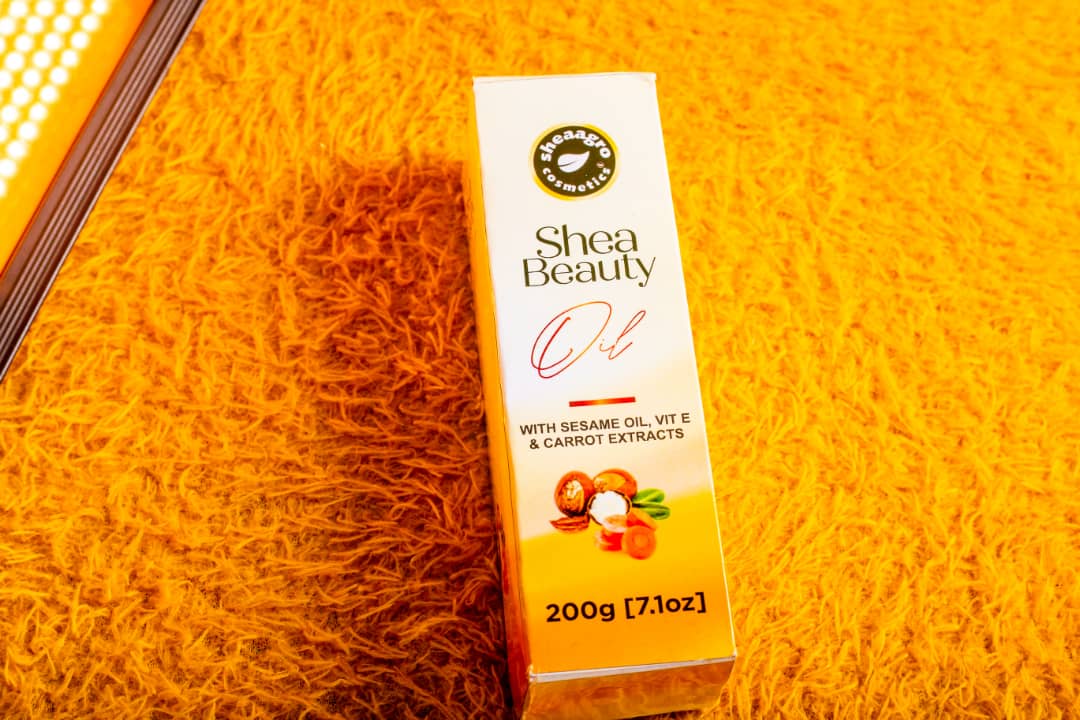 sheaagro
cosmetics
Shea
Beauty
Oil
WITH SESAME OIL, VIT E
& CARROT EXTRACTS
200g [7.1oz]